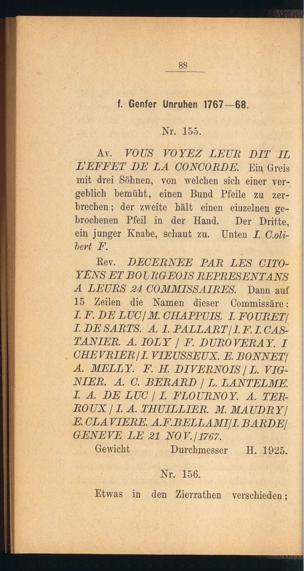 88
f. Genfer Unruhen 1767—68.
Nr. 155.
Av. VOUS VOYEZ LEUR DIT IL
L'EFFET DE LA CONCORDE. Ein Greis
mit drei Söhnen, von welchen sich einer ver-
geblich bemüht, einen Bund Pfeile zu zer-
brechen; der zweite hält einen einzelnen ge-
brochenen Pfeil in der Hand. Der Dritte,
ein junger Knabe, schaut zu. Unten I. Coli-
bert F.
Rev. DECERNEE PAR LES CITO-
YENS ET BOURGEOIS REPRESENTANS
A LEURS 24 COMMISSAIRES. Dann auf
15 Zeilen die Namen dieser Commissäre:
I. F. DE LUC/ M. CHAPPUIS. I. FOURET/
I. DE SARTS. A. I. PALLART/ I. F. I. CAS-
TANIER. A. IOLY / F. DUROVERAY. I
CHEVRIER/ I. VIEUSSEUX. E. BONNET/
A. MELLY. F. H. DIVERNOIS / L. VIG-
NIER. A. C. BERARD / L. LANTELME.
I. A. DE LUC / I. FLOURNOY. A. TER-
ROUX / I. A. THUILLIER. M. MAUDRY/
E. CLAVIERE. A.F. BELLAMI/I. BARDE/
GENEVE LE 21 NOV. / 1767.
Gewicht Durchmesser H. 1925.
Nr. 156.
Etwas in den Zierrathen verschieden;